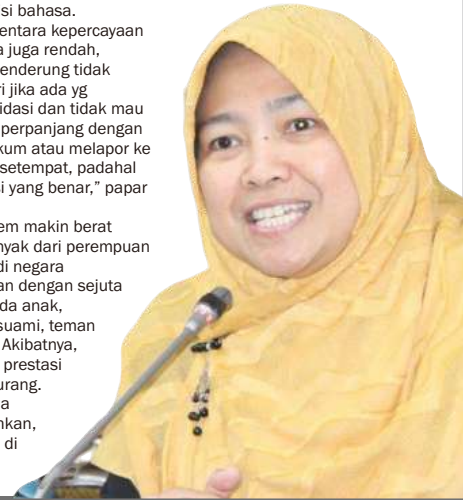 si bahasa.
entara kepercayaan
a juga rendah,
enderung tidak
ri jika ada yg
idasi dan tidak mau
perpanjang dengan
kum atau melapor ke
setempat, padahal
si yang benar,” papar
em makin berat
nyak dari perempuan
di negara
an dengan sejuta
da anak,
suami, teman
Akibatnya,
prestasi
urang.
a
nkan,
di